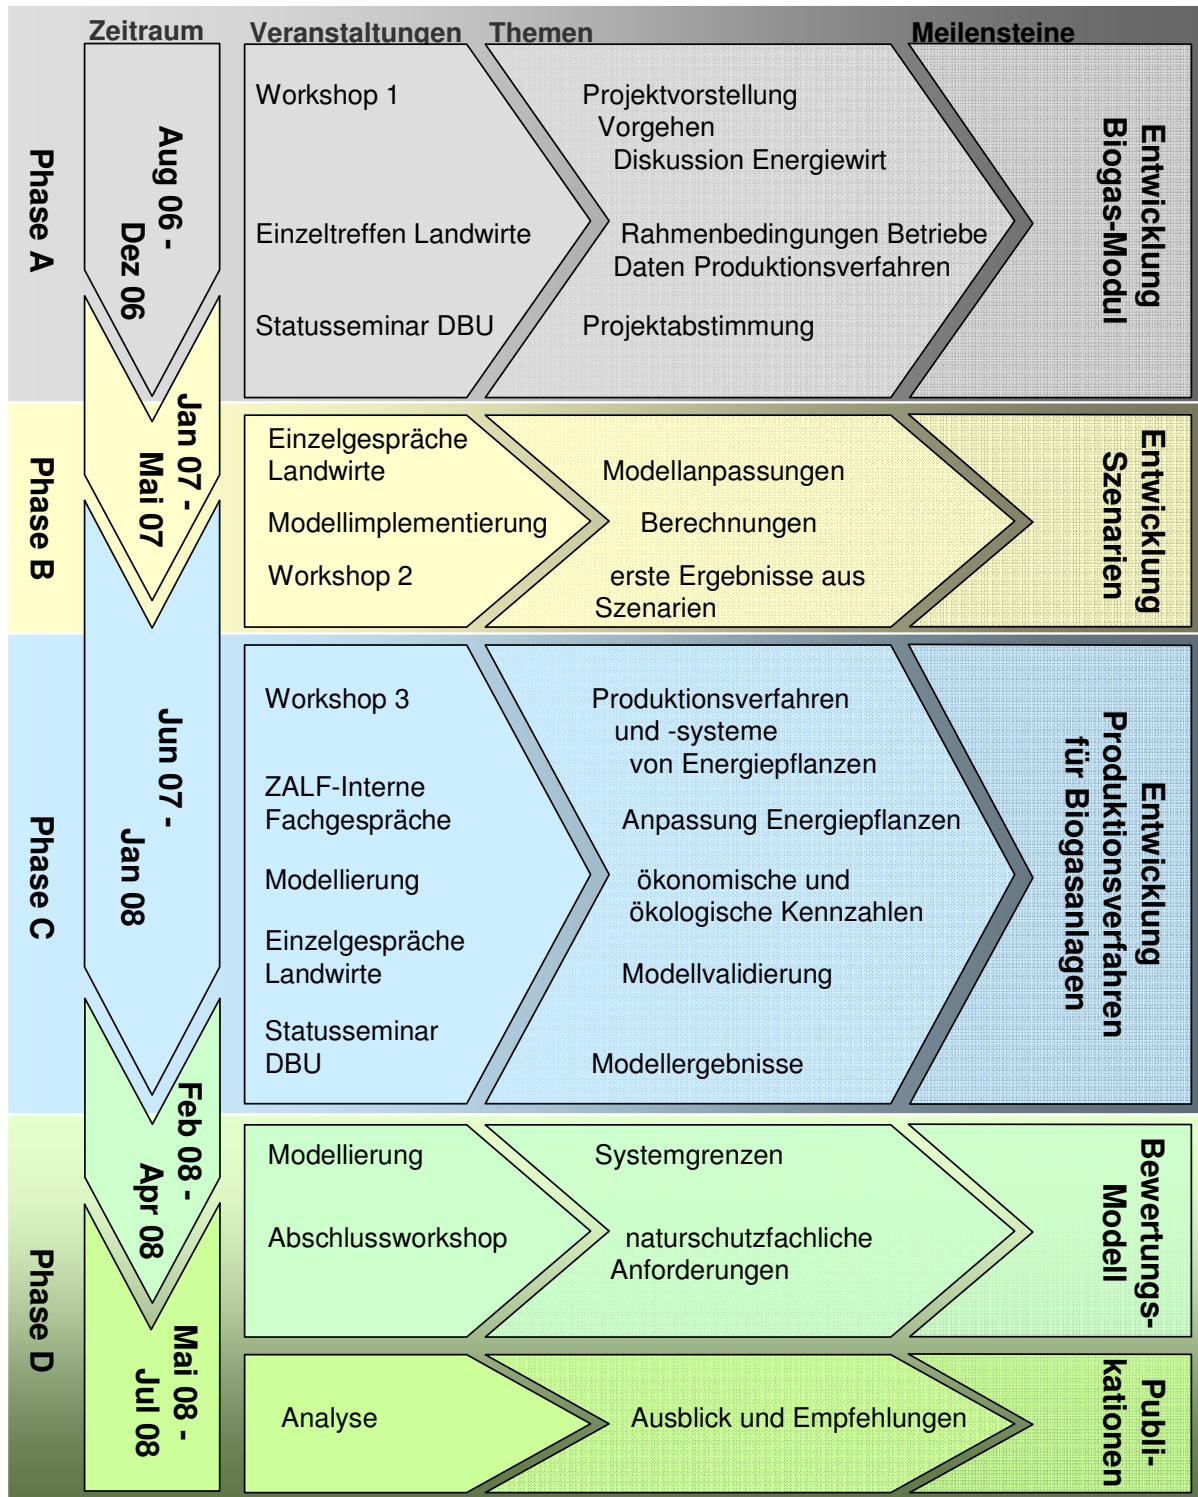 Zeitraum
Veranstaltungen
Themen
Meilensteine
Phase A
Aug 06 -
Dez 06
Workshop 1
Projektvorstellung
Vorgehen
Diskussion Energiewirt
Einzeltreffen Landwirte
Rahmenbedingungen Betriebe
Daten Produktionsverfahren
Statusseminar DBU
Projektabstimmung
Entwicklung
Biogas-Modul
Phase B
Jan 07 -
Mai 07
Einzelgespräche
Landwirte
Modellanpassungen
Modellimplementierung
Berechnungen
Workshop 2
erste Ergebnisse aus
Szenarien
Entwicklung
Szenarien
Phase C
Jun 07 -
Jan 08
Workshop 3
Produktionsverfahren
und -systeme
von Energiepflanzen
ZALF-Interne
Fachgespräche
Anpassung Energiepflanzen
Modellierung
ökonomische und
ökologische Kennzahlen
Einzelgespräche
Landwirte
Modellvalidierung
Statusseminar
DBU
Modellergebnisse
Entwicklung
Produktionsverfahren
für Biogasanlagen
Phase D
Feb 08 -
Apr 08
Modellierung
Systemgrenzen
Abschlussworkshop
naturschutzfachliche
Anforderungen
Bewertungs-
Modell
Mai 08 -
Jul 08
Analyse
Ausblick und Empfehlungen
Publi-
kationen